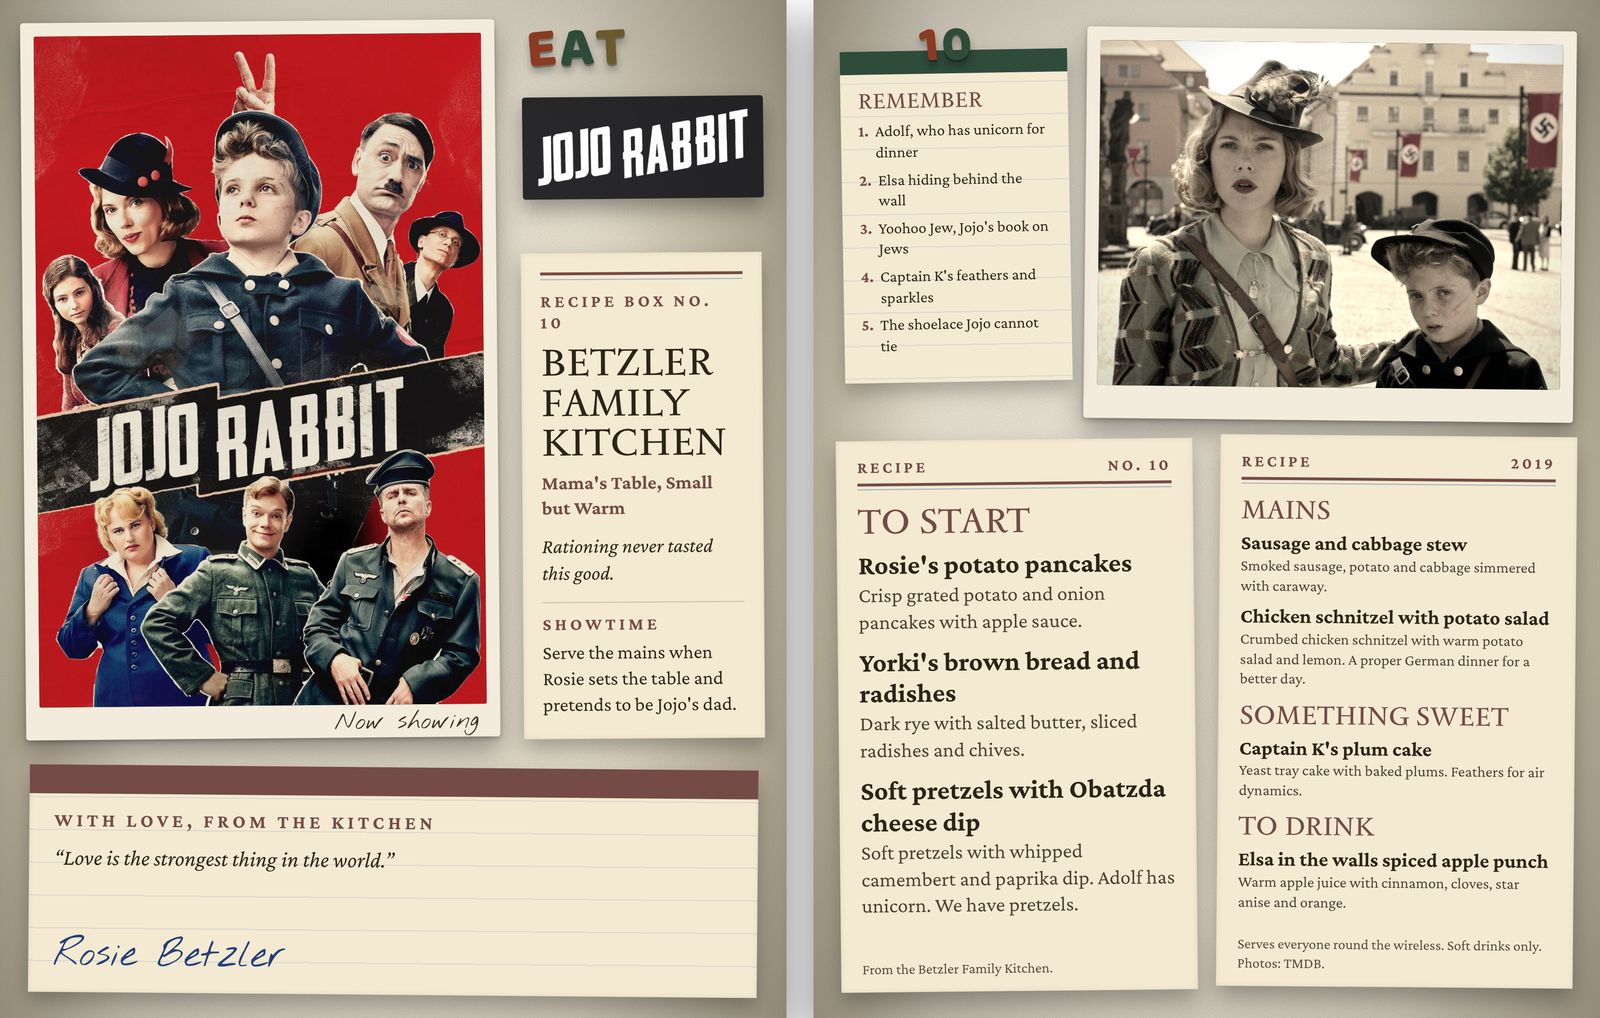 EAT
JOJO RABBIT
JOJO RABBIT
Now showing
RECIPE BOX NO.
10
BETZLER
FAMILY
KITCHEN
Mama's Table, Small
but Warm
Rationing never tasted
this good.
SHOWTIME
Serve the mains when
Rosie sets the table and
pretends to be Jojo's dad.
WITH LOVE, FROM THE KITCHEN
“Love is the strongest thing in the world.”
Rosie Betzler
10
REMEMBER
1. Adolf, who has unicorn for
dinner
2. Elsa hiding behind the
wall
3. Yoohoo Jew, Jojo's book on
Jews
4. Captain K's feathers and
sparkles
5. The shoelace Jojo cannot
tie
RECIPE NO. 10
TO START
Rosie's potato pancakes
Crisp grated potato and onion
pancakes with apple sauce.
Yorki's brown bread and
radishes
Dark rye with salted butter, sliced
radishes and chives.
Soft pretzels with Obatzda
cheese dip
Soft pretzels with whipped
camembert and paprika dip. Adolf has
unicorn. We have pretzels.
From the Betzler Family Kitchen.
RECIPE 2019
MAINS
Sausage and cabbage stew
Smoked sausage, potato and cabbage simmered
with caraway.
Chicken schnitzel with potato salad
Crumbed chicken schnitzel with warm potato
salad and lemon. A proper German dinner for a
better day.
SOMETHING SWEET
Captain K's plum cake
Yeast tray cake with baked plums. Feathers for air
dynamics.
TO DRINK
Elsa in the walls spiced apple punch
Warm apple juice with cinnamon, cloves, star
anise and orange.
Serves everyone round the wireless. Soft drinks only.
Photos: TMDB.